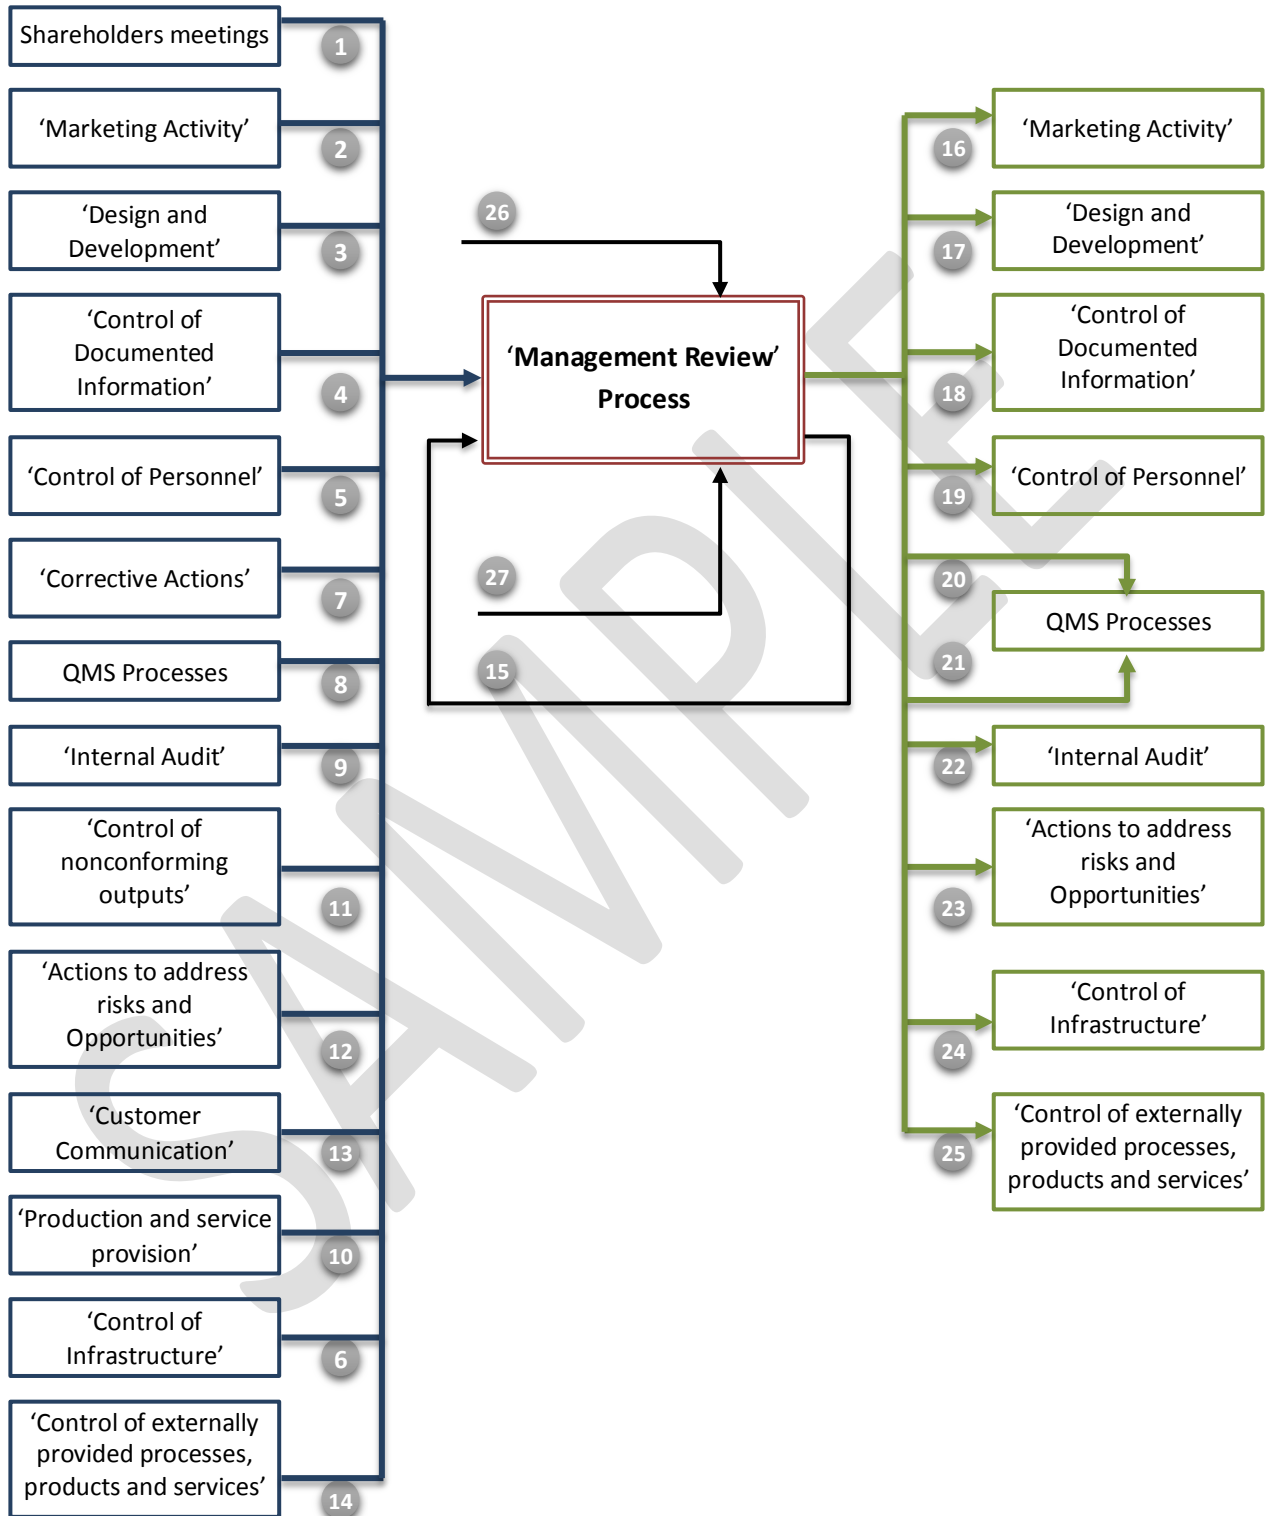 Shareholders meetings
1
‘Marketing Activity’
2
‘Design and
Development’
3
‘Control of
Documented
Information’
4
‘Control of Personnel’
5
‘Corrective Actions’
7
QMS Processes
8
‘Internal Audit’
9
‘Control of
nonconforming
outputs’
11
‘Actions to address
risks and
Opportunities’
12
‘Customer
Communication’
13
‘Production and service
provision’
10
‘Control of
Infrastructure’
6
‘Control of externally
provided processes,
products and services’
14
26
‘Management Review’
Process
27
15
16
‘Marketing Activity’
17
‘Design and
Development’
18
‘Control of
Documented
Information’
19
‘Control of Personnel’
20
QMS Processes
21
22
‘Internal Audit’
23
‘Actions to address
risks and
Opportunities’
24
‘Control of
Infrastructure’
25
‘Control of externally
provided processes,
products and services’
SAMPLE